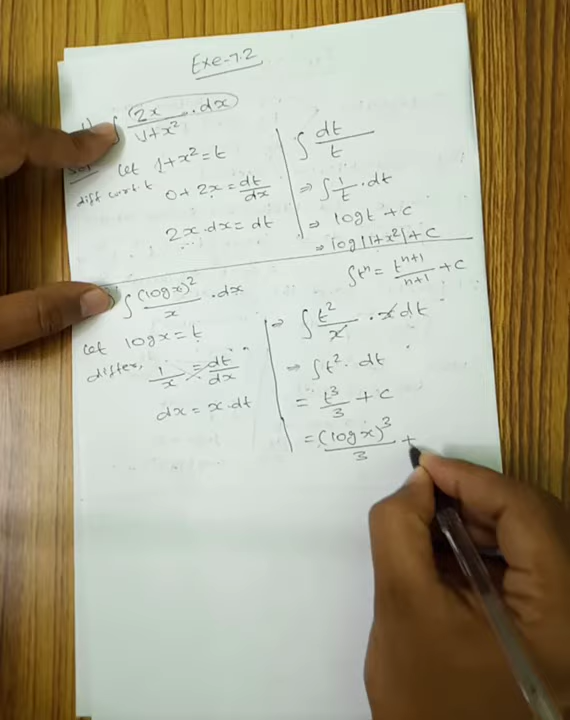 Exe-7.2
∫ 2x/(1+x²) · dx
let 1+x² = t
diff w.r.t. t
0 + 2x = dt/dx
2x·dx = dt
∫ dt/t
⇒ ∫ 1/t · dt
⇒ log t + c
⇒ log|1+x²| + c
∫ (log x)²/x · dx
let log x = t
differ,
1/x = dt/dx
dx = x·dt
∫tⁿ = tⁿ⁺¹/n+1 + c
⇒ ∫ t²/x · x dt
⇒ ∫t² · dt
= t³/3 + c
= (log x)³/3 +